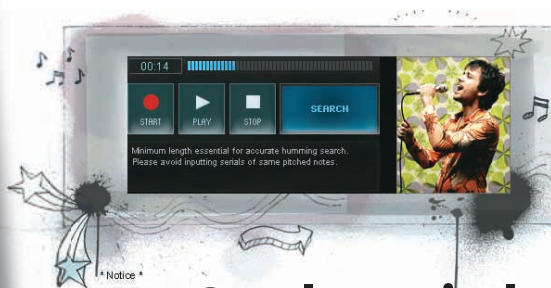 00:14
START
PLAY
STOP
SEARCH
Minimum length essential for accurate humming search.
Please avoid inputting serials of same pitched notes.
* Notice *